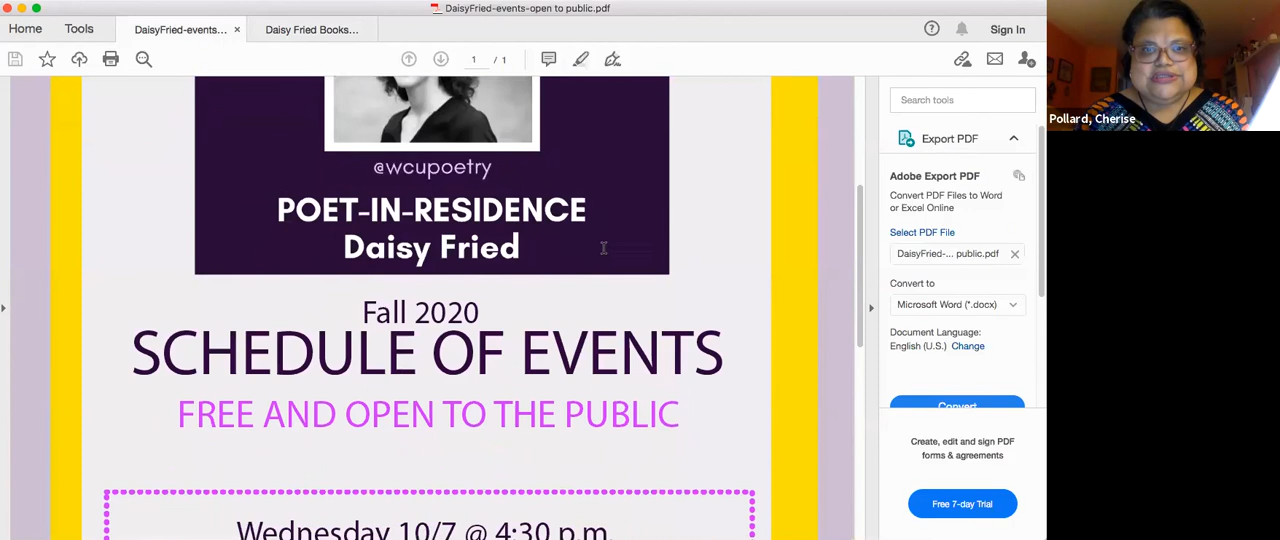 DaisyFried-events-open to public.pdf
Home
Tools
DaisyFried-events... ×
Daisy Fried Books...
Sign In
1 / 1
@wcupoetry
POET-IN-RESIDENCE
Daisy Fried
Fall 2020
SCHEDULE OF EVENTS
FREE AND OPEN TO THE PUBLIC
Wednesday 10/7 @ 4:30 p.m.
Search tools
Export PDF
Adobe Export PDF
Convert PDF Files to Word
or Excel Online
Select PDF File
DaisyFried-... public.pdf
Convert to
Microsoft Word (*.docx)
Document Language:
English (U.S.) Change
Convert
Create, edit and sign PDF
forms & agreements
Free 7-day Trial
Pollard, Cherise